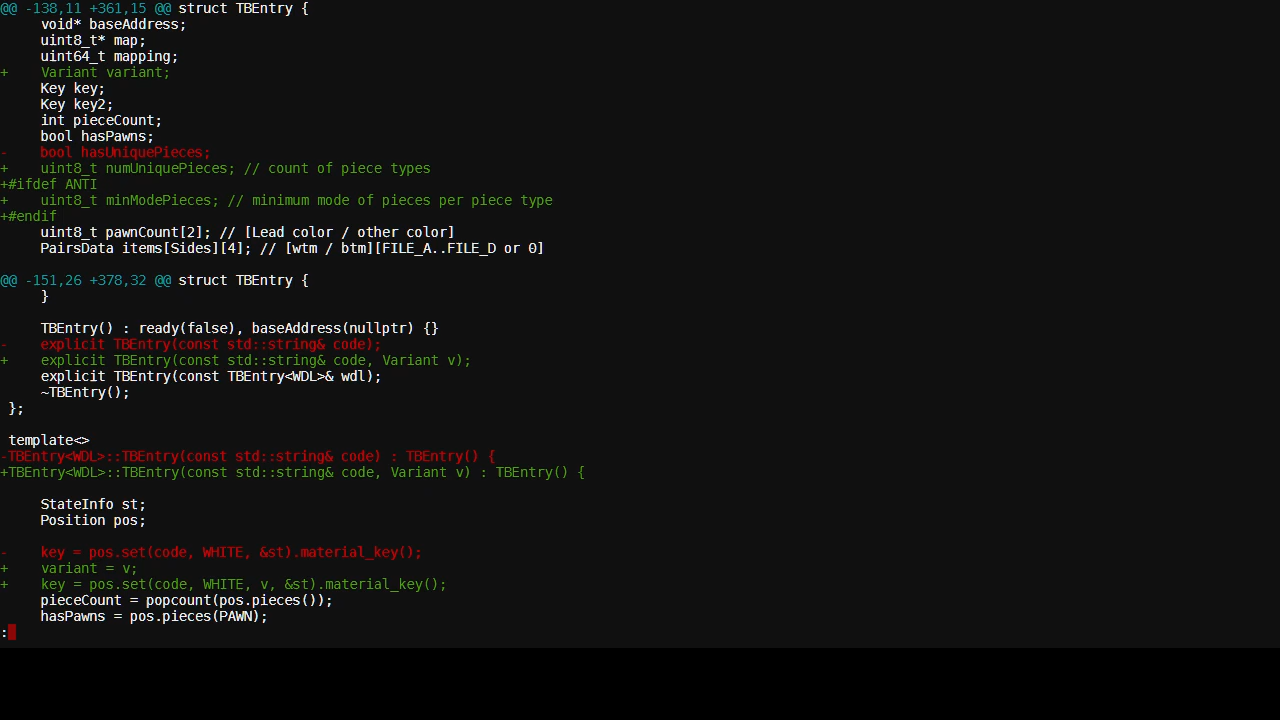 @@ -138,11 +361,15 @@ struct TBEntry {
     void* baseAddress;
     uint8_t* map;
     uint64_t mapping;
+    Variant variant;
     Key key;
     Key key2;
     int pieceCount;
     bool hasPawns;
-    bool hasUniquePieces;
+    uint8_t numUniquePieces; // count of piece types
+#ifdef ANTI
+    uint8_t minModePieces; // minimum mode of pieces per piece type
+#endif
     uint8_t pawnCount[2]; // [Lead color / other color]
     PairsData items[Sides][4]; // [wtm / btm][FILE_A..FILE_D or 0]
@@ -151,26 +378,32 @@ struct TBEntry {
     }
     TBEntry() : ready(false), baseAddress(nullptr) {}
-    explicit TBEntry(const std::string& code);
+    explicit TBEntry(const std::string& code, Variant v);
     explicit TBEntry(const TBEntry<WDL>& wdl);
     ~TBEntry();
 };
 template<>
-TBEntry<WDL>::TBEntry(const std::string& code) : TBEntry() {
+TBEntry<WDL>::TBEntry(const std::string& code, Variant v) : TBEntry() {
     StateInfo st;
     Position pos;
-    key = pos.set(code, WHITE, &st).material_key();
+    variant = v;
+    key = pos.set(code, WHITE, v, &st).material_key();
     pieceCount = popcount(pos.pieces());
     hasPawns = pos.pieces(PAWN);
: